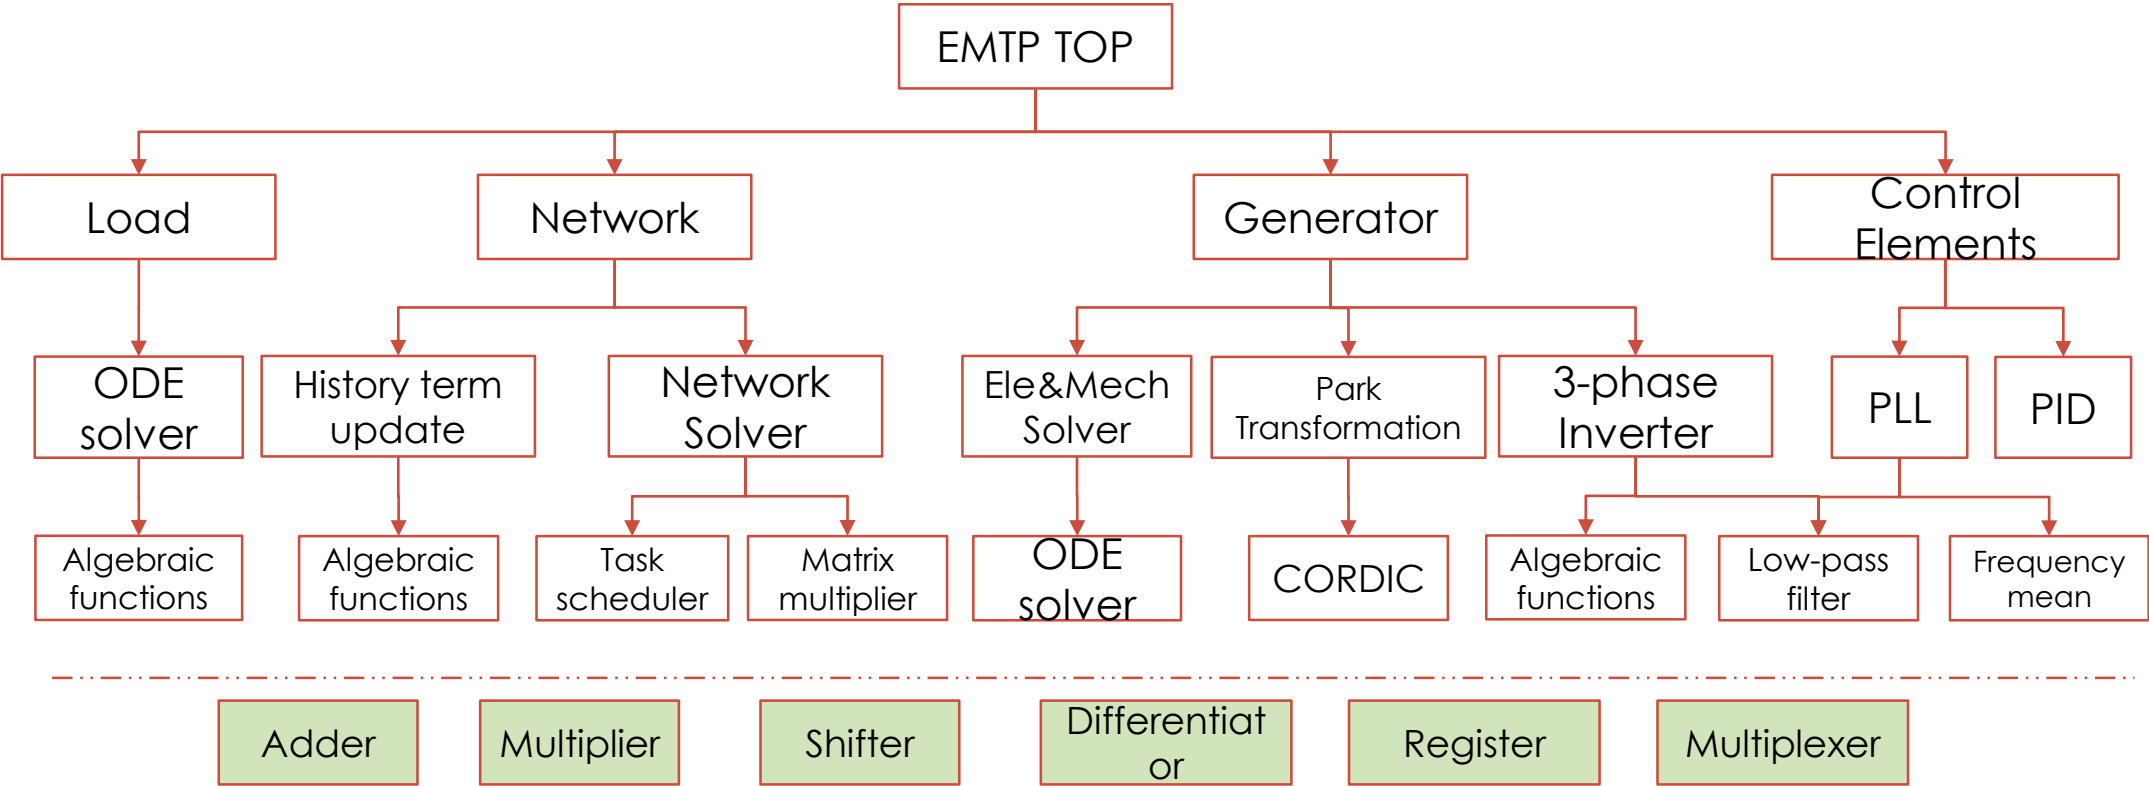 EMTP TOP
Load
Network
Generator
Control
Elements
ODE
solver
History term
update
Network
Solver
Ele&Mech
Solver
Park
Transformation
3-phase
Inverter
PLL
PID
Algebraic
functions
Algebraic
functions
Task
scheduler
Matrix
multiplier
ODE
solver
CORDIC
Algebraic
functions
Low-pass
filter
Frequency
mean
Adder
Multiplier
Shifter
Differentiat
or
Register
Multiplexer